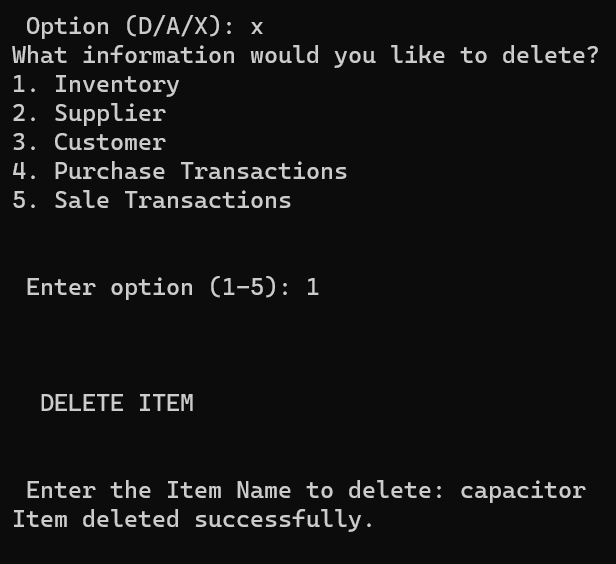 Option (D/A/X): x
What information would you like to delete?
1. Inventory
2. Supplier
3. Customer
4. Purchase Transactions
5. Sale Transactions
Enter option (1-5): 1
DELETE ITEM
Enter the Item Name to delete: capacitor
Item deleted successfully.